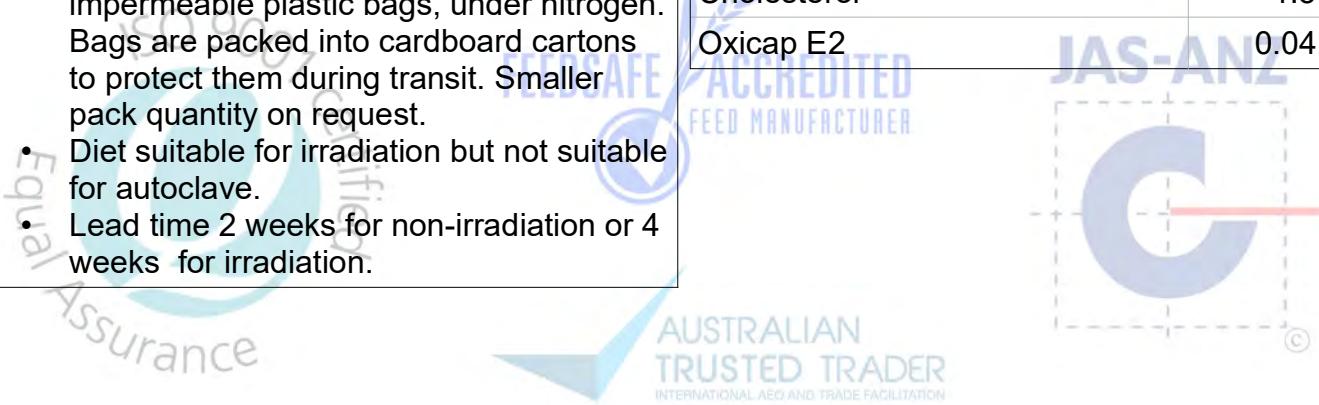 impermeable plastic bags, under nitrogen.
Bags are packed into cardboard cartons
to protect them during transit. Smaller
pack quantity on request.
• Diet suitable for irradiation but not suitable
for autoclave.
• Lead time 2 weeks for non-irradiation or 4
weeks for irradiation.
Oxicap E2 0.04
ISO 9001 certified
Equal Assurance
FEEDSAFE ACCREDITED
FEED MANUFACTURER
JAS-ANZ
C
©
AUSTRALIAN
TRUSTED TRADER
INTERNATIONAL AEO AND TRADE FACILITATION